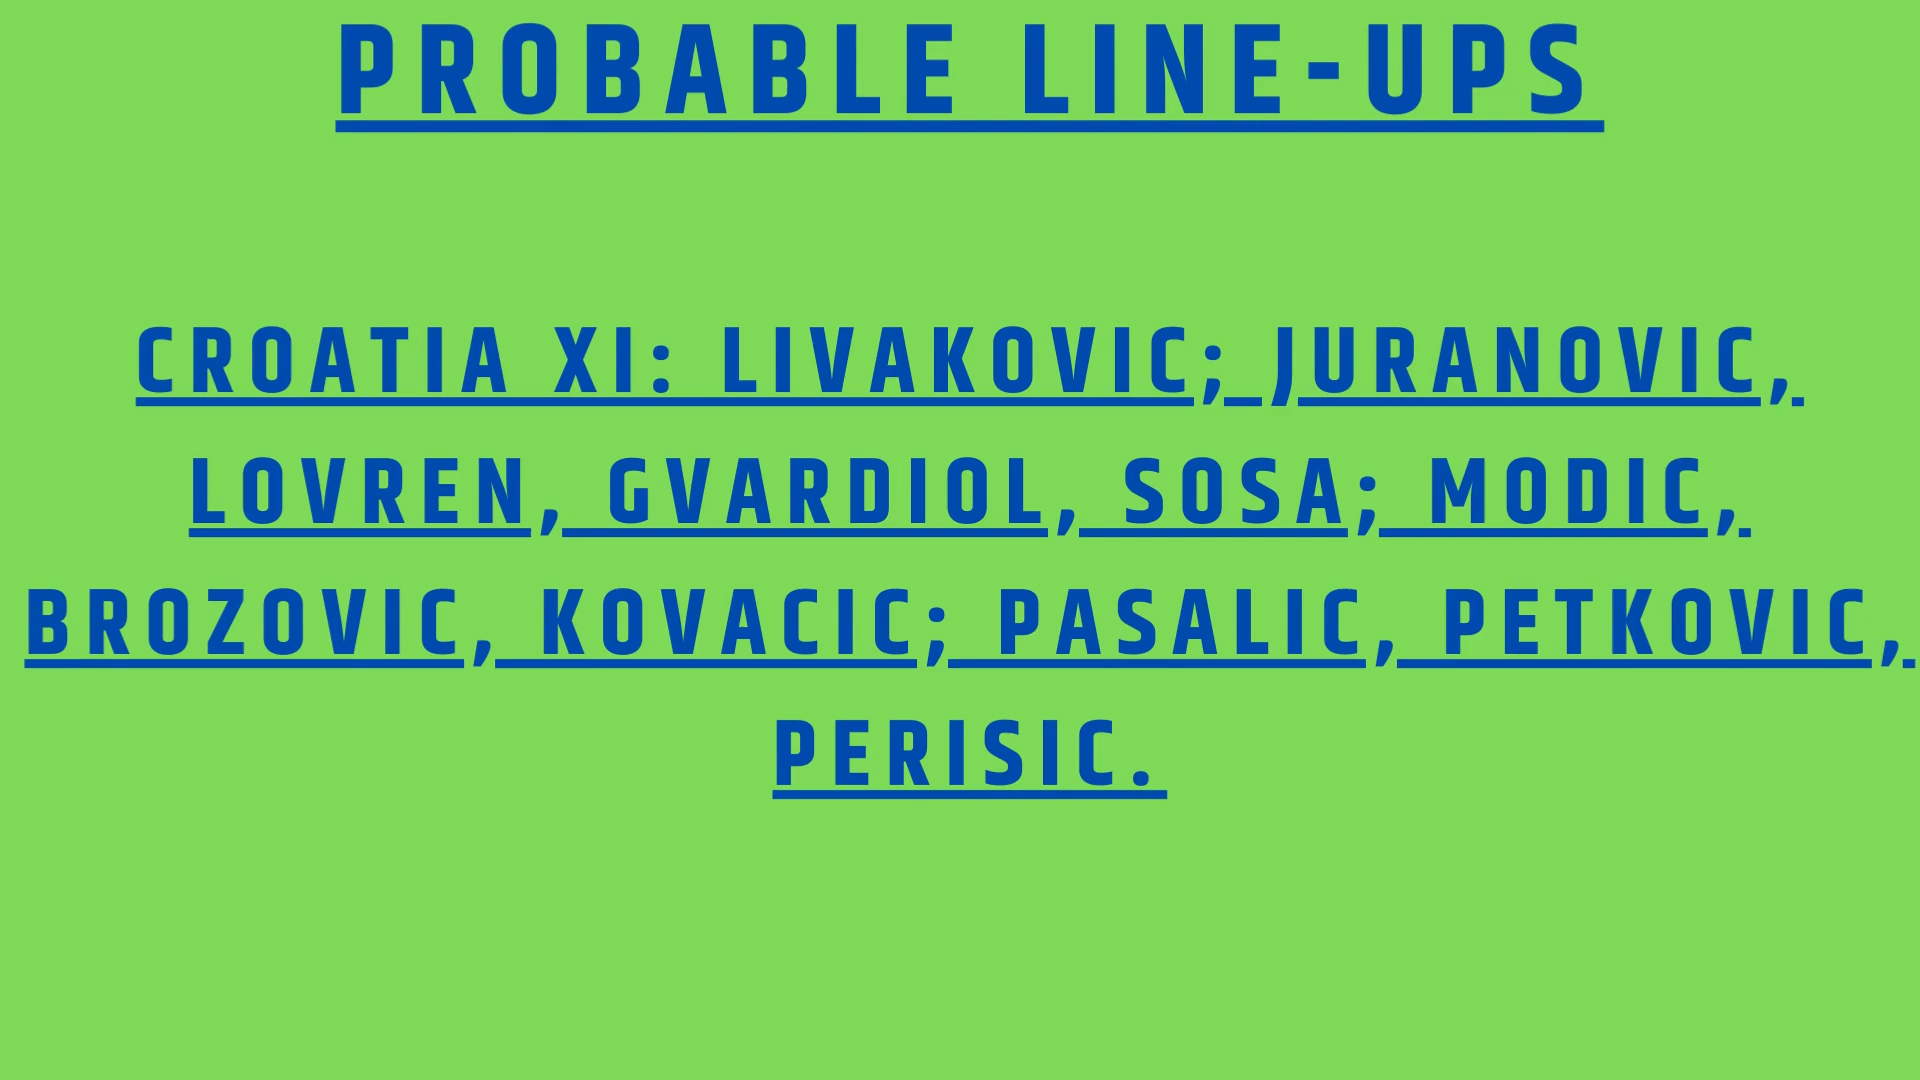 PROBABLE LINE-UPS
CROATIA XI: LIVAKOVIC; JURANOVIC,
LOVREN, GVARDIOL, SOSA; MODIC,
BROZOVIC, KOVACIC; PASALIC, PETKOVIC,
PERISIC.